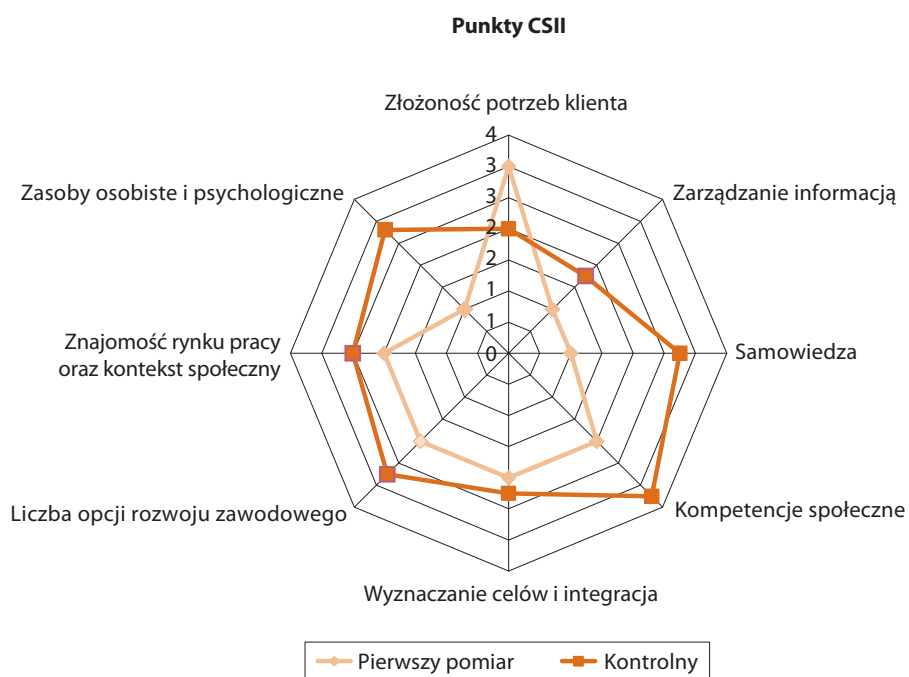 Punkty CSII
Złożoność potrzeb klienta
4
3
3
2
2
1
1
0
Zasoby osobiste i psychologiczne
Zarządzanie informacją
Znajomość rynku pracy
oraz kontekst społeczny
Samowiedza
Liczba opcji rozwoju zawodowego
Kompetencje społeczne
Wyznaczanie celów i integracja
Pierwszy pomiar
Kontrolny